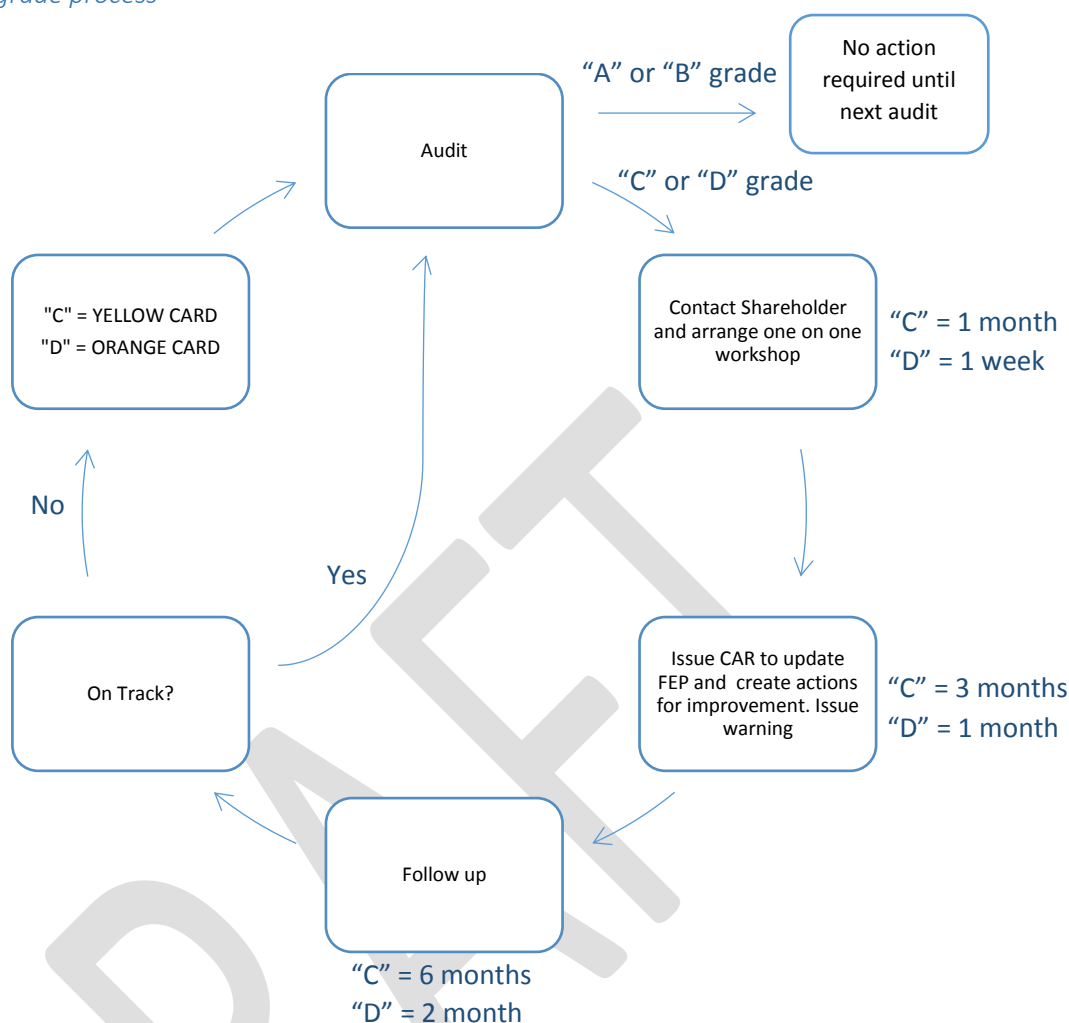 grade process
No action
required until
next audit
“A” or “B” grade
Audit
“C” or “D” grade
"C" = YELLOW CARD
"D" = ORANGE CARD
Contact Shareholder
and arrange one on one
workshop
“C” = 1 month
“D” = 1 week
No
Yes
On Track?
Issue CAR to update
FEP and  create actions
for improvement. Issue
warning
“C” = 3 months
“D” = 1 month
Follow up
“C” = 6 months
“D” = 2 month
DRAFT